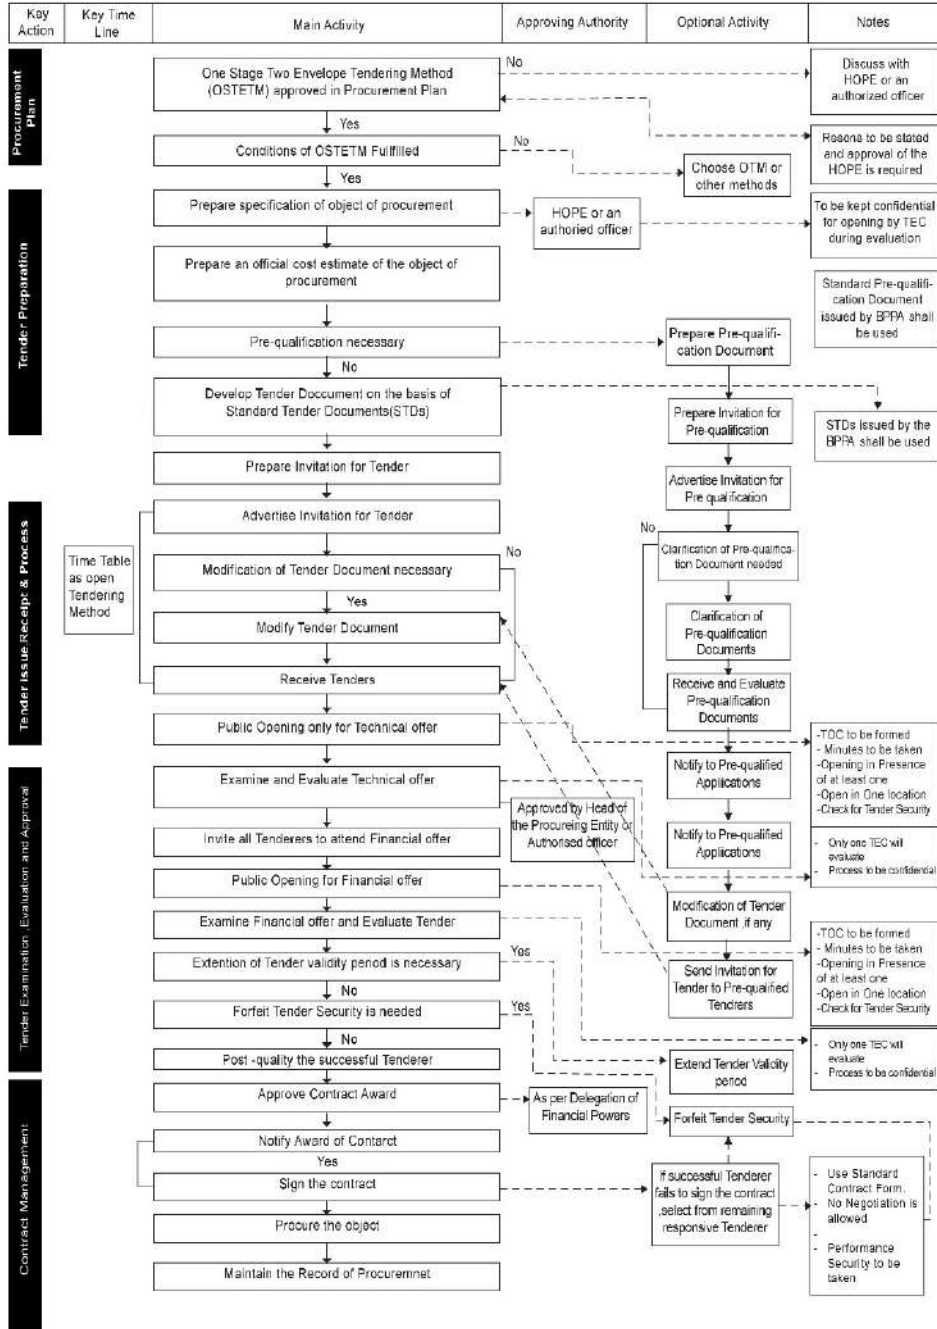 Key
Action
Key Time
Line
Main Activity
Approving Authority
Optional Activity
Notes
Procurement
Plan
One Stage Two Envelope Tendering Method
(OSTETM) approved in Procurement Plan
No
Discuss with
HOPE or an
authorized officer
Yes
Conditions of OSTETM Fullfilled
No
Choose OTM or
other methods
Resons to be stated
and approval of the
HOPE is required
Yes
Tender Preparation
Prepare specification of object of procurement
HOPE or an
authoried officer
To be kept confidential
for opening by TEC
during evaluation
Prepare an official cost estimate of the object of
procurement
Standard Pre-qualifi-
cation Document
issued by BPPA shall
be used
Pre-qualification necessary
Prepare Pre-qualifi-
cation Document
No
Develop Tender Doccument on the basis of
Standard Tender Documents(STDs)
Prepare Invitation for
Pre-qualification
STDs issued by the
BPPA shall be used
Prepare Invitation for Tender
Advertise Invitation for
Pre qualification
Tender issue,Receipt & Process
Time Table
as open
Tendering
Method
Advertise Invitation for Tender
No
Clarification of Pre-qualifica-
tion Document needed
Modification of Tender Document necessary
No
Yes
Modify Tender Document
Clarification of
Pre-qualification
Documents
Receive Tenders
Receive and Evaluate
Pre-qualification
Documents
Public Opening only for Technical offer
-TOC to be formed
- Minutes to be taken
-Opening in Presence
of at least one
-Open in One location
-Check for Tender Security
Notify to Pre-qualified
Applications
Tender Examination ,Evaluation and Approval
Examine and Evaluate Technical offer
Approved by Head of
the Procureing Entity or
Authorised officer
Invite all Tenderers to attend Financial offer
Notify to Pre-qualified
Applications
- Only one TEC will
evaluate
- Process to be confidential
Public Opening for Financial offer
Modification of Tender
Document ,if any
Examine Financial offer and Evaluate Tender
-TOC to be formed
- Minutes to be taken
-Opening in Presence
of at least one
-Open in One location
-Check for Tender Security
Extention of Tender validity period is necessary
Yes
Send Invitation for
Tender to Pre-qualified
Tendrers
No
Forfeit Tender Security is needed
Yes
No
Post -quality the successful Tenderer
Extend Tender Validity
period
- Only one TEC will
evaluate
- Process to be confidential
Contract Management
Approve Contract Award
As per Delegation of
Financial Powers
Forfeit Tender Security
Notify Award of Contarct
Yes
Sign the contract
If successful Tenderer
fails to sign the contract
,select from remaining
responsive Tenderer
- Use Standard
Contract Form.
- No Negotiation is
allowed
-
- Performance
Security to be
taken
Procure the object
Maintain the Record of Procuremnet